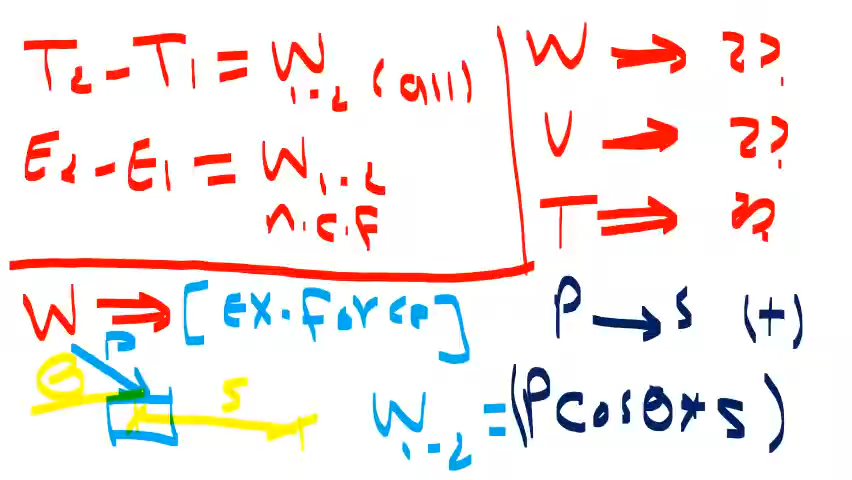 T2 - T1 = W1-2 (all)
E2 - E1 = W1-2
n.c.f
W → ??
V → ??
T ⇒ ??
W ⇒ [ex. Force]
P → s (+)
P
θ
s
W1-2 = (P cos θ * s)